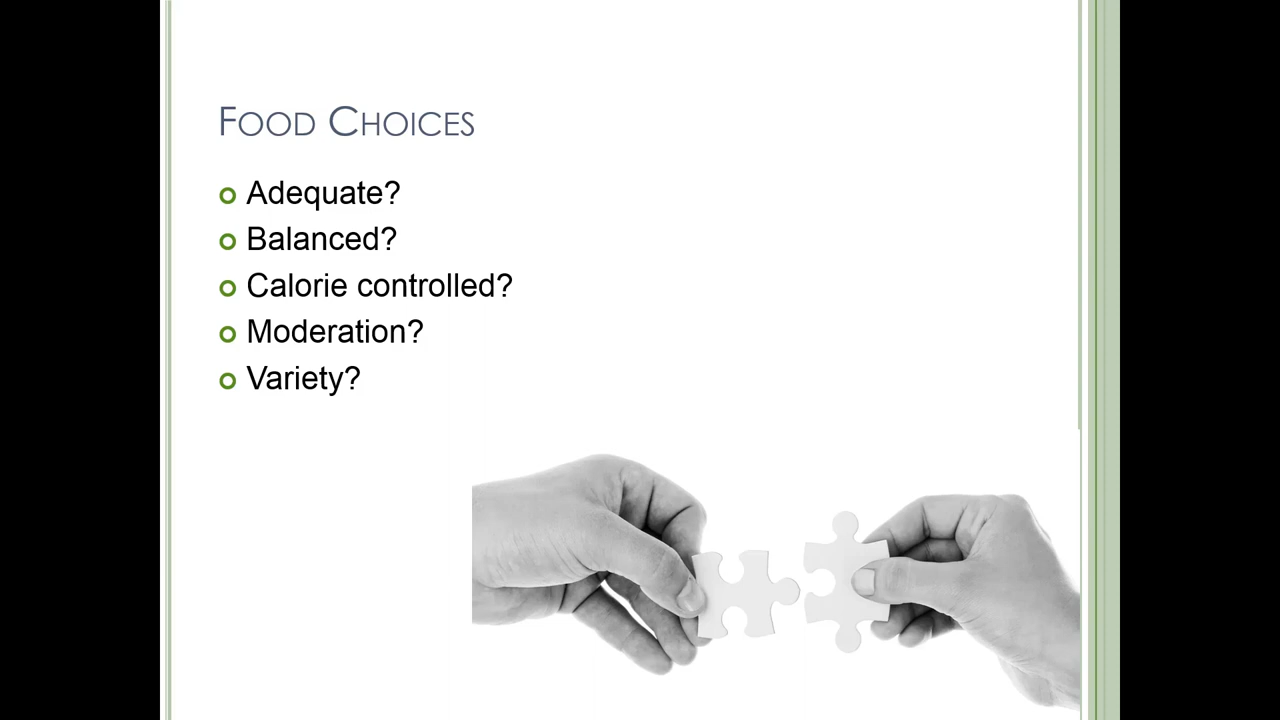 Food Choices
Adequate?
Balanced?
Calorie controlled?
Moderation?
Variety?